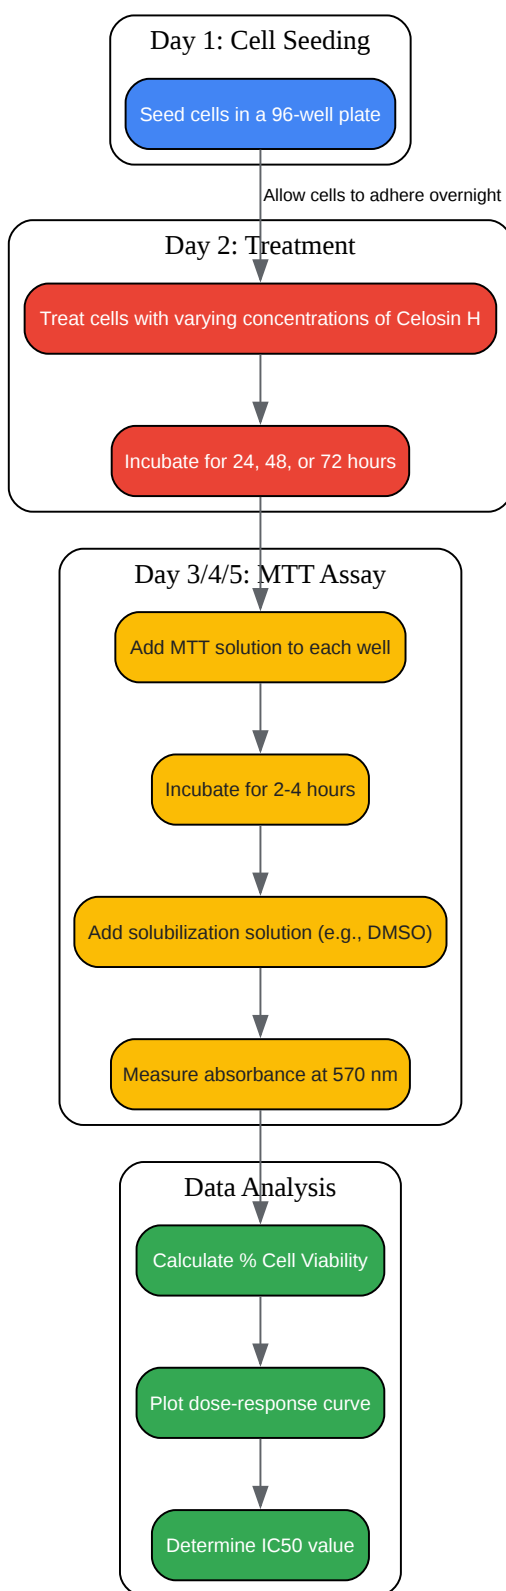 Day 1: Cell Seeding
Seed cells in a 96-well plate
Allow cells to adhere overnight
Day 2: Treatment
Treat cells with varying concentrations of Celosin H
Incubate for 24, 48, or 72 hours
Day 3/4/5: MTT Assay
Add MTT solution to each well
Incubate for 2-4 hours
Add solubilization solution (e.g., DMSO)
Measure absorbance at 570 nm
Data Analysis
Calculate % Cell Viability
Plot dose-response curve
Determine IC50 value